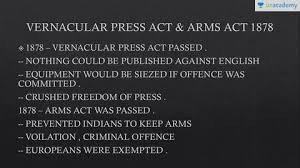 unacademy
VERNACULAR PRESS ACT & ARMS ACT 1878
※ 1878 – VERNACULAR PRESS ACT PASSED .
-- NOTHING COULD BE PUBLISHED AGAINST ENGLISH
-- EQUIPMENT WOULD BE SIEZED IF OFFENCE WAS
COMMITTED .
-- CRUSHED FREEDOM OF PRESS .
1878 – ARMS ACT WAS PASSED .
-- PREVENTED INDIANS TO KEEP ARMS
-- VOILATION , CRIMINAL OFFENCE
-- EUROPEANS WERE EXEMPTED .